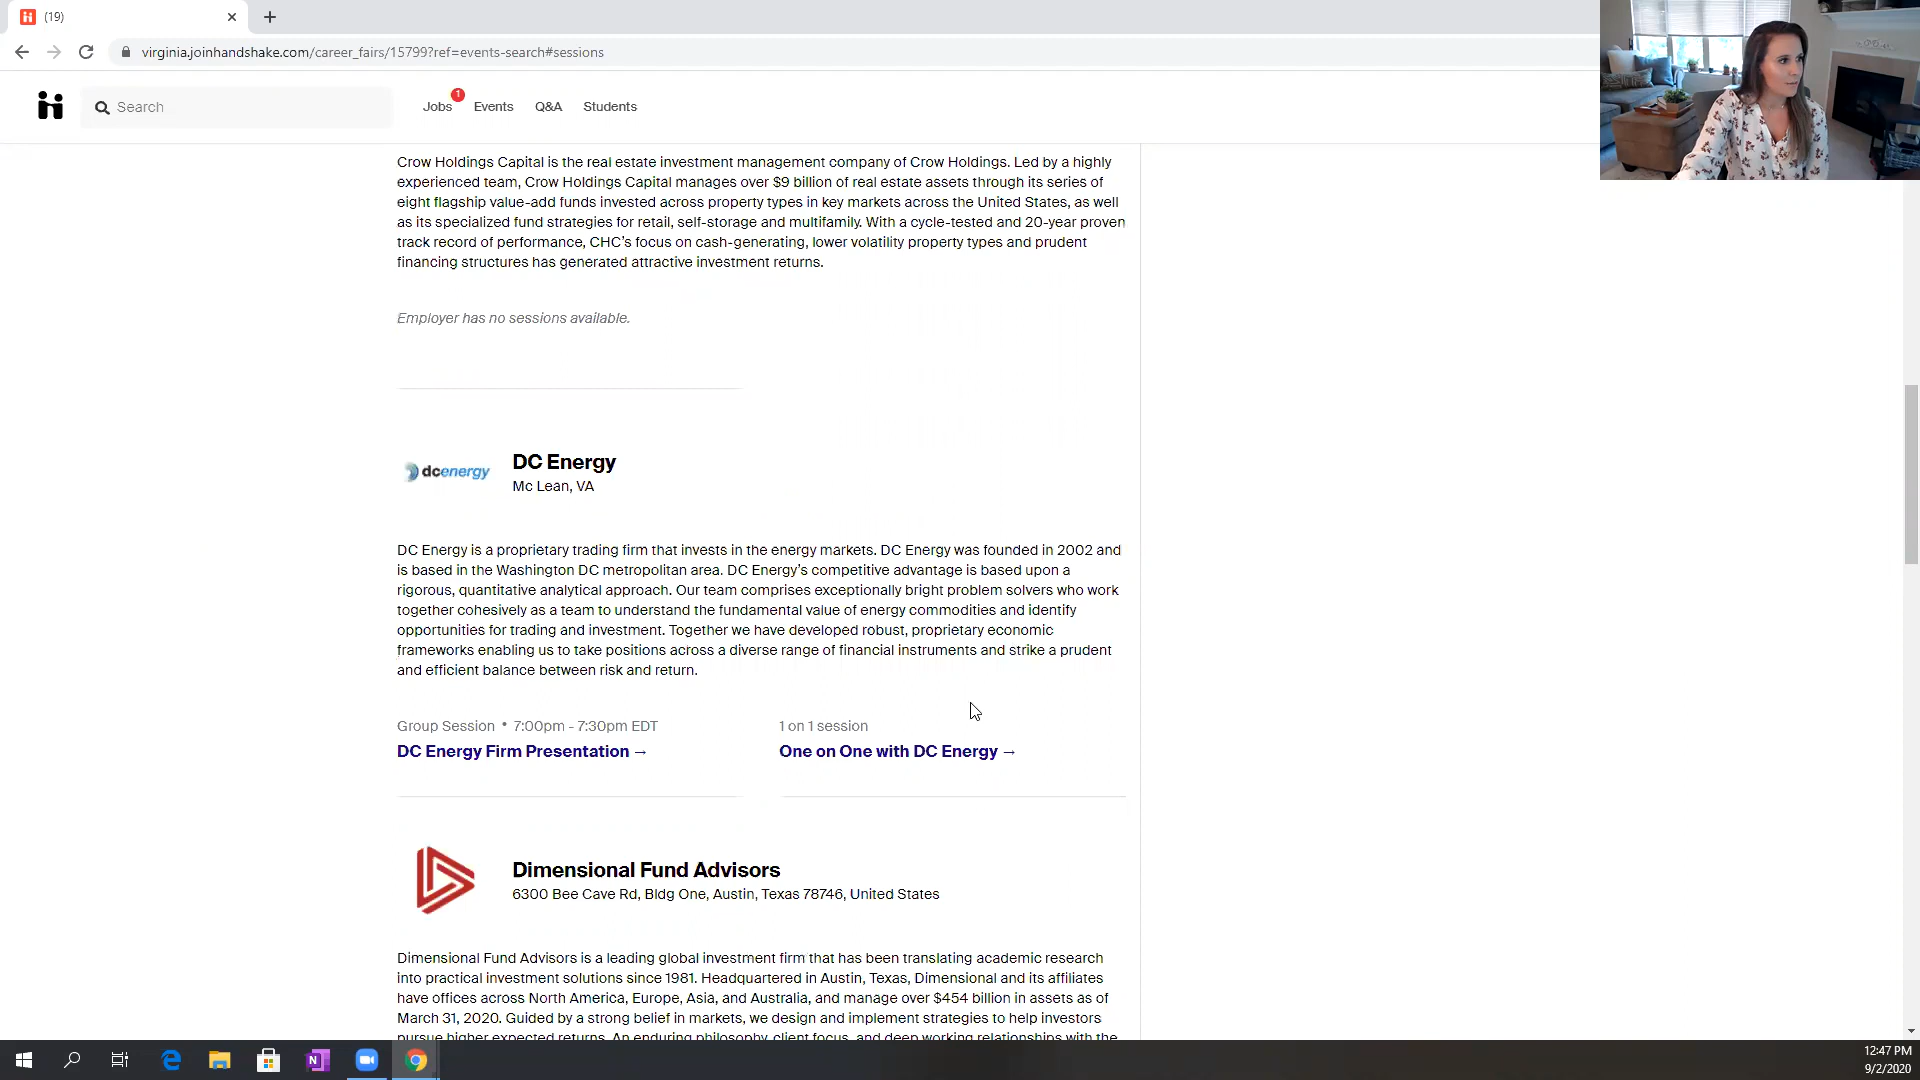 (19)
virginia.joinhandshake.com/career_fairs/15799?ref=events-search#sessions
Search
Jobs
1
Events
Q&A
Students
Crow Holdings Capital is the real estate investment management company of Crow Holdings. Led by a highly
experienced team, Crow Holdings Capital manages over $9 billion of real estate assets through its series of
eight flagship value-add funds invested across property types in key markets across the United States, as well
as its specialized fund strategies for retail, self-storage and multifamily. With a cycle-tested and 20-year proven
track record of performance, CHC's focus on cash-generating, lower volatility property types and prudent
financing structures has generated attractive investment returns.
Employer has no sessions available.
dcenergy
DC Energy
Mc Lean, VA
DC Energy is a proprietary trading firm that invests in the energy markets. DC Energy was founded in 2002 and
is based in the Washington DC metropolitan area. DC Energy's competitive advantage is based upon a
rigorous, quantitative analytical approach. Our team comprises exceptionally bright problem solvers who work
together cohesively as a team to understand the fundamental value of energy commodities and identify
opportunities for trading and investment. Together we have developed robust, proprietary economic
frameworks enabling us to take positions across a diverse range of financial instruments and strike a prudent
and efficient balance between risk and return.
Group Session • 7:00pm - 7:30pm EDT
DC Energy Firm Presentation →
1 on 1 session
One on One with DC Energy →
Dimensional Fund Advisors
6300 Bee Cave Rd, Bldg One, Austin, Texas 78746, United States
Dimensional Fund Advisors is a leading global investment firm that has been translating academic research
into practical investment solutions since 1981. Headquartered in Austin, Texas, Dimensional and its affiliates
have offices across North America, Europe, Asia, and Australia, and manage over $454 billion in assets as of
March 31, 2020. Guided by a strong belief in markets, we design and implement strategies to help investors
pursue higher expected returns. An enduring philosophy, client focus, and deep working relationships with the
12:47 PM
9/2/2020